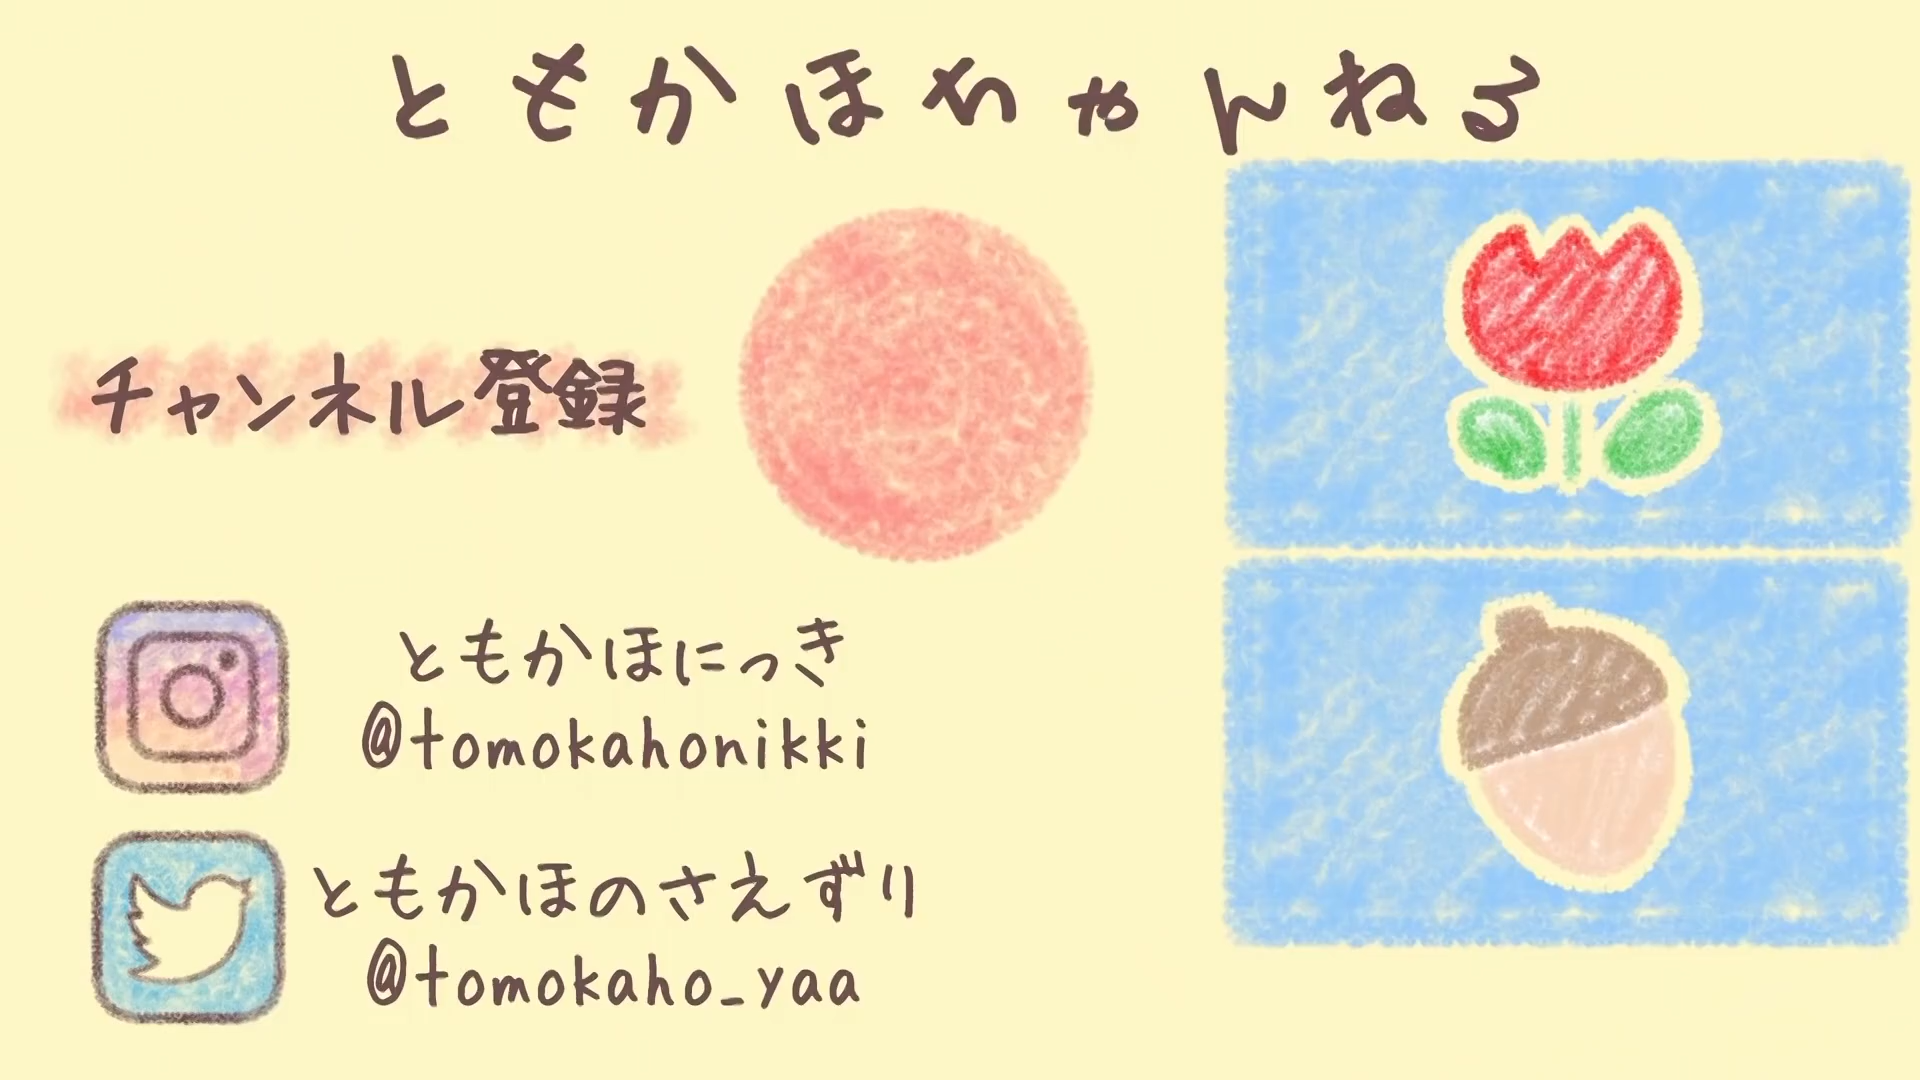 ともかほちゃんねる
チャンネル登録
ともかほにっき
@tomokahonikki
ともかほのさえずり
@tomokaho_yaa